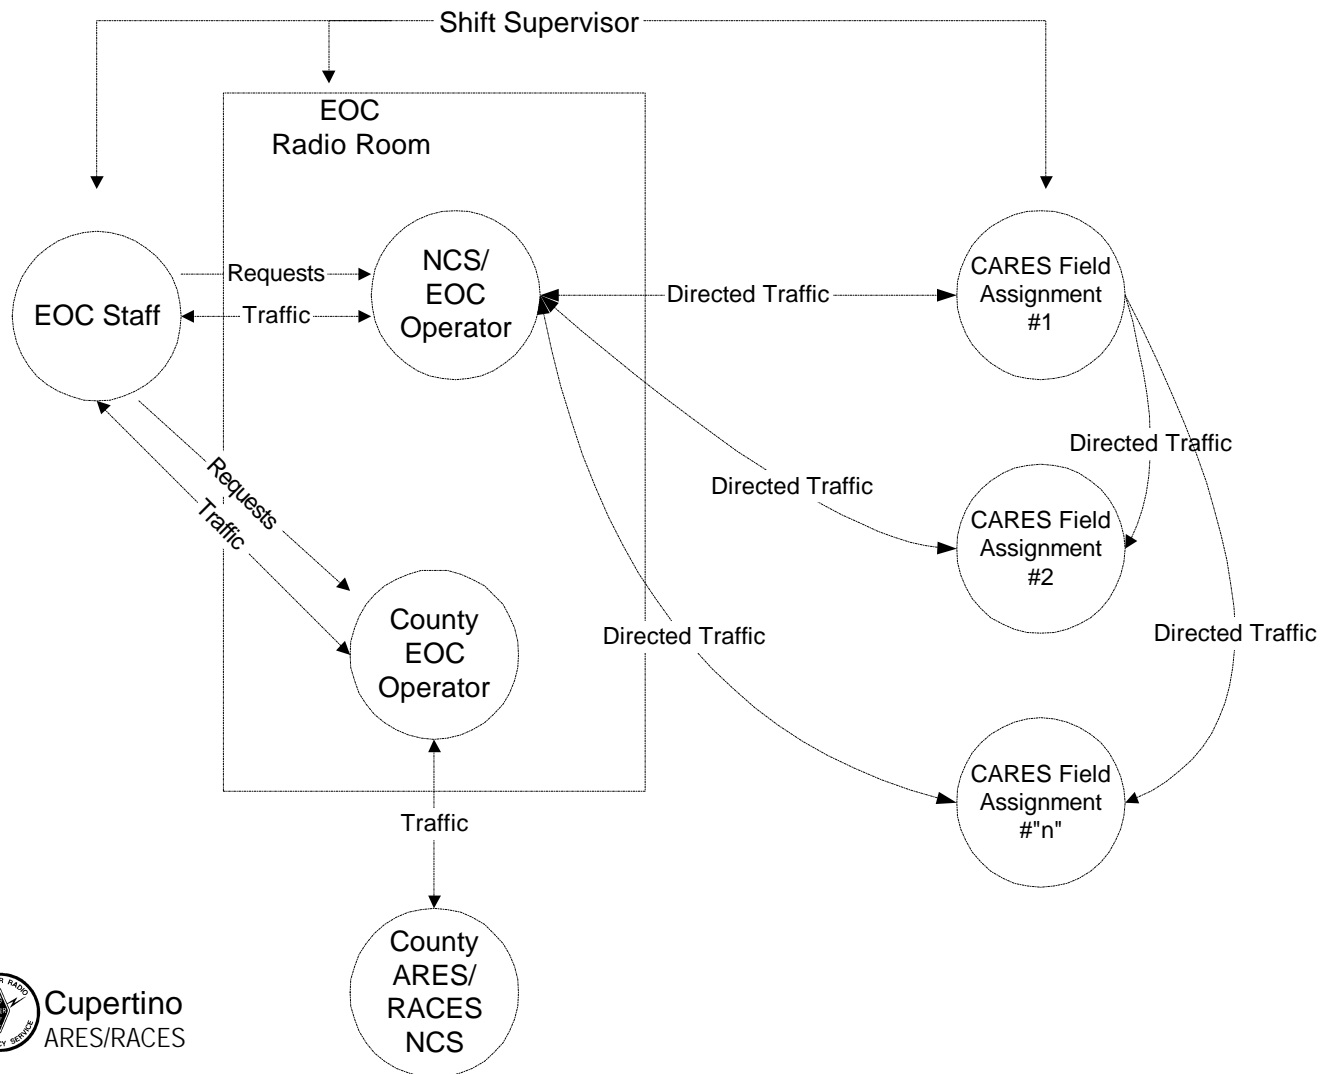 Shift Supervisor
EOC
Radio Room
EOC Staff
Requests
Traffic
NCS/
EOC
Operator
Directed Traffic
CARES Field
Assignment
#1
Directed Traffic
Directed Traffic
CARES Field
Assignment
#2
Requests
Traffic
County
EOC
Operator
Directed Traffic
Directed Traffic
CARES Field
Assignment
#"n"
Traffic
County
ARES/
RACES
NCS
Cupertino
ARES/RACES
RADIO
SERVICE